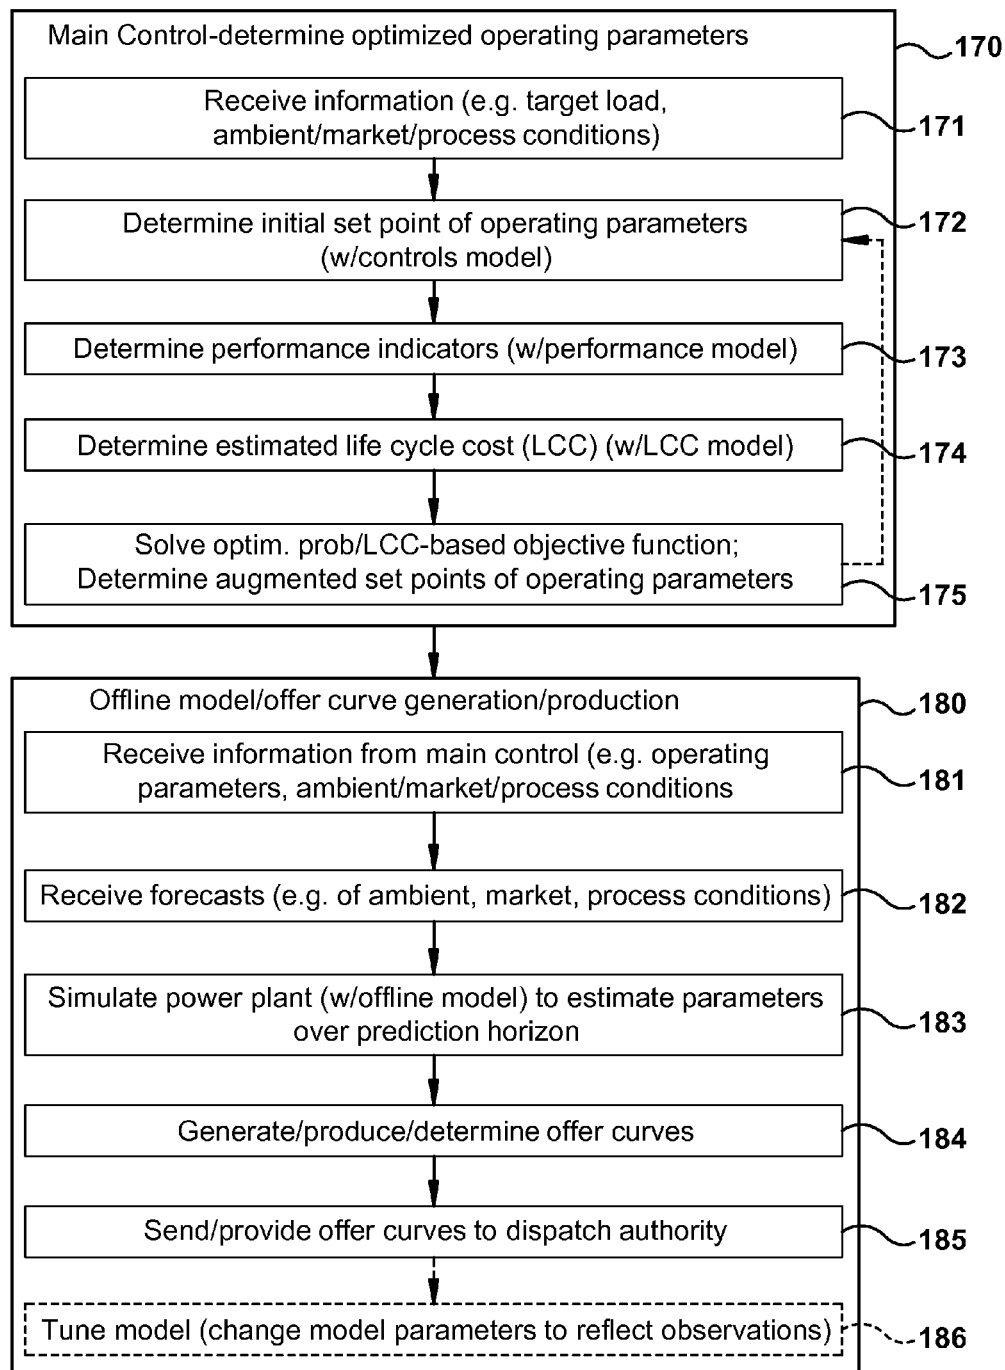 Main Control-determine optimized operating parameters
170
Receive information (e.g. target load,
ambient/market/process conditions)
171
Determine initial set point of operating parameters
(w/controls model)
172
Determine performance indicators (w/performance model)
173
Determine estimated life cycle cost (LCC) (w/LCC model)
174
Solve optim. prob/LCC-based objective function;
Determine augmented set points of operating parameters
175
Offline model/offer curve generation/production
180
Receive information from main control (e.g. operating
parameters, ambient/market/process conditions
181
Receive forecasts (e.g. of ambient, market, process conditions)
182
Simulate power plant (w/offline model) to estimate parameters
over prediction horizon
183
Generate/produce/determine offer curves
184
Send/provide offer curves to dispatch authority
185
Tune model (change model parameters to reflect observations)
186